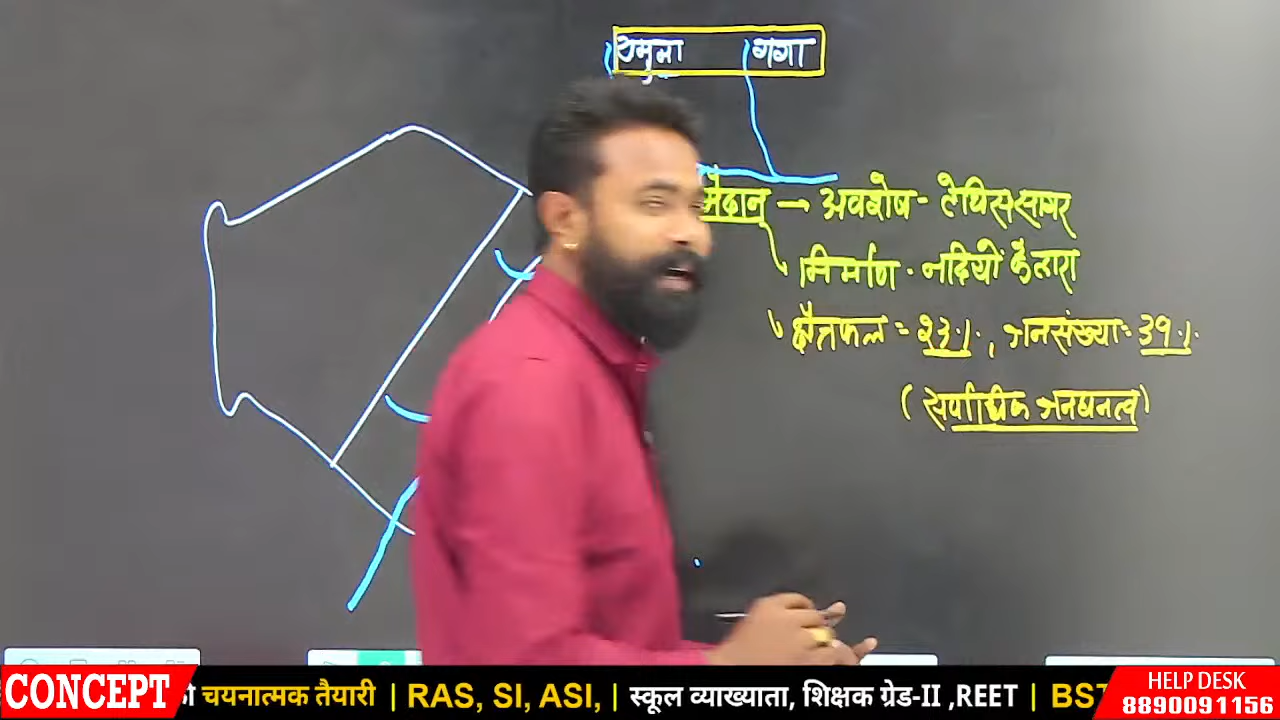 यमुना गंगा
मैदान → अवशेष - टेथिससागर
निर्माण - नदियों के द्वारा
क्षैत्रफल = 23%, जनसंख्या = 39%
(सर्वाधिक जनघनत्व)
CONCEPT
चयनात्मक तैयारी | RAS, SI, ASI, | स्कूल व्याख्याता, शिक्षक ग्रेड-II ,REET |
HELP DESK
8890091156